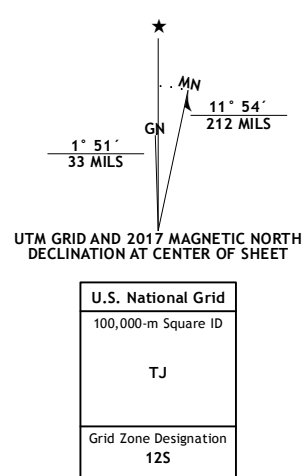 ★
MN
GN
1° 51´
33 MILS
11° 54´
212 MILS
UTM GRID AND 2017 MAGNETIC NORTH
DECLINATION AT CENTER OF SHEET
U.S. National Grid
100,000-m Square ID
TJ
Grid Zone Designation
12S